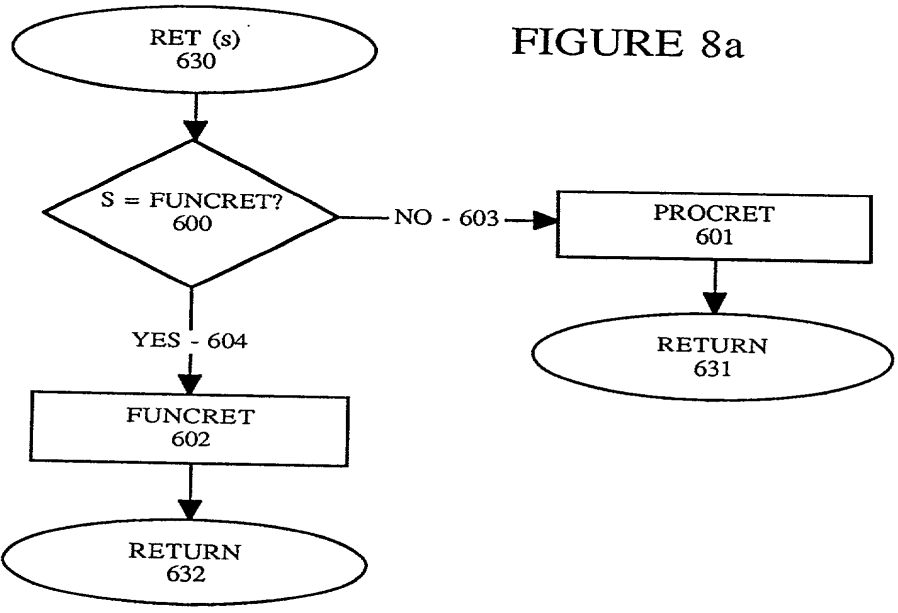 FIGURE 8a
RET (s)
630
S = FUNCRET?
600
NO - 603
PROCRET
601
RETURN
631
YES - 604
FUNCRET
602
RETURN
632